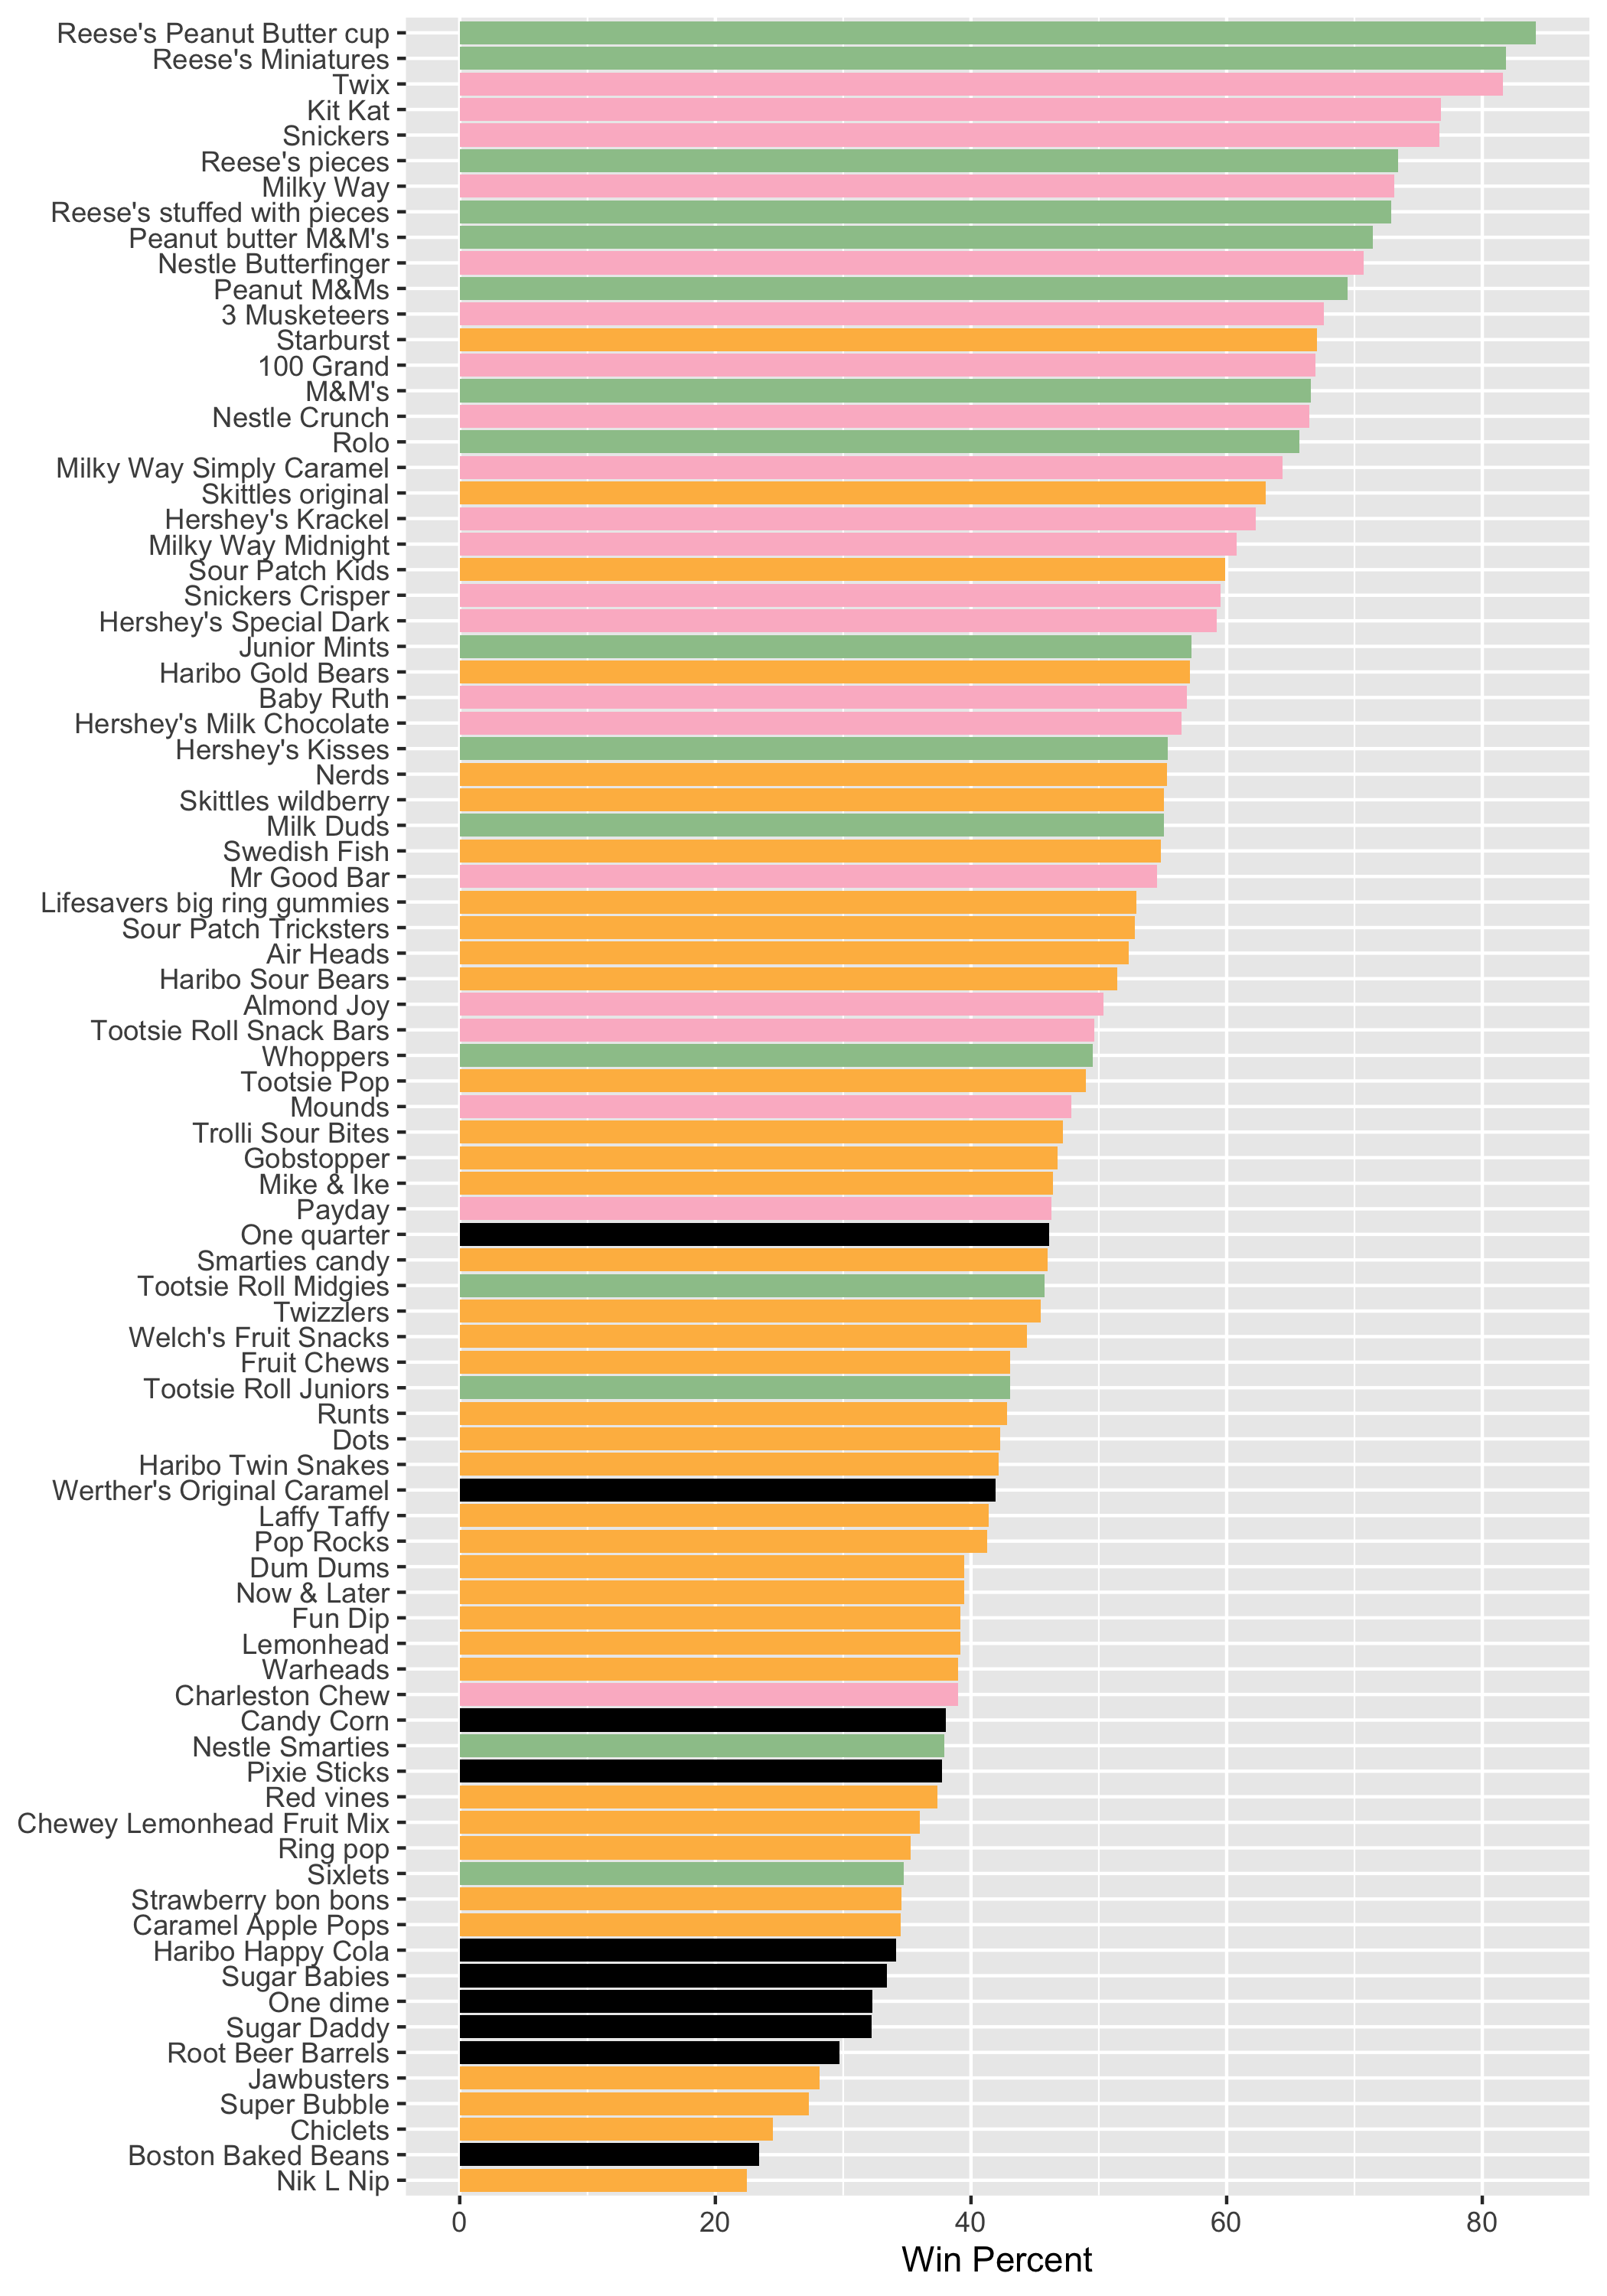 Reese's Peanut Butter cup
Reese's Miniatures
Twix
Kit Kat
Snickers
Reese's pieces
Milky Way
Reese's stuffed with pieces
Peanut butter M&M's
Nestle Butterfinger
Peanut M&Ms
3 Musketeers
Starburst
100 Grand
M&M's
Nestle Crunch
Rolo
Milky Way Simply Caramel
Skittles original
Hershey's Krackel
Milky Way Midnight
Sour Patch Kids
Snickers Crisper
Hershey's Special Dark
Junior Mints
Haribo Gold Bears
Baby Ruth
Hershey's Milk Chocolate
Hershey's Kisses
Nerds
Skittles wildberry
Milk Duds
Swedish Fish
Mr Good Bar
Lifesavers big ring gummies
Sour Patch Tricksters
Air Heads
Haribo Sour Bears
Almond Joy
Tootsie Roll Snack Bars
Whoppers
Tootsie Pop
Mounds
Trolli Sour Bites
Gobstopper
Mike & Ike
Payday
One quarter
Smarties candy
Tootsie Roll Midgies
Twizzlers
Welch's Fruit Snacks
Fruit Chews
Tootsie Roll Juniors
Runts
Dots
Haribo Twin Snakes
Werther's Original Caramel
Laffy Taffy
Pop Rocks
Dum Dums
Now & Later
Fun Dip
Lemonhead
Warheads
Charleston Chew
Candy Corn
Nestle Smarties
Pixie Sticks
Red vines
Chewey Lemonhead Fruit Mix
Ring pop
Sixlets
Strawberry bon bons
Caramel Apple Pops
Haribo Happy Cola
Sugar Babies
One dime
Sugar Daddy
Root Beer Barrels
Jawbusters
Super Bubble
Chiclets
Boston Baked Beans
Nik L Nip
0 20 40 60 80
Win Percent